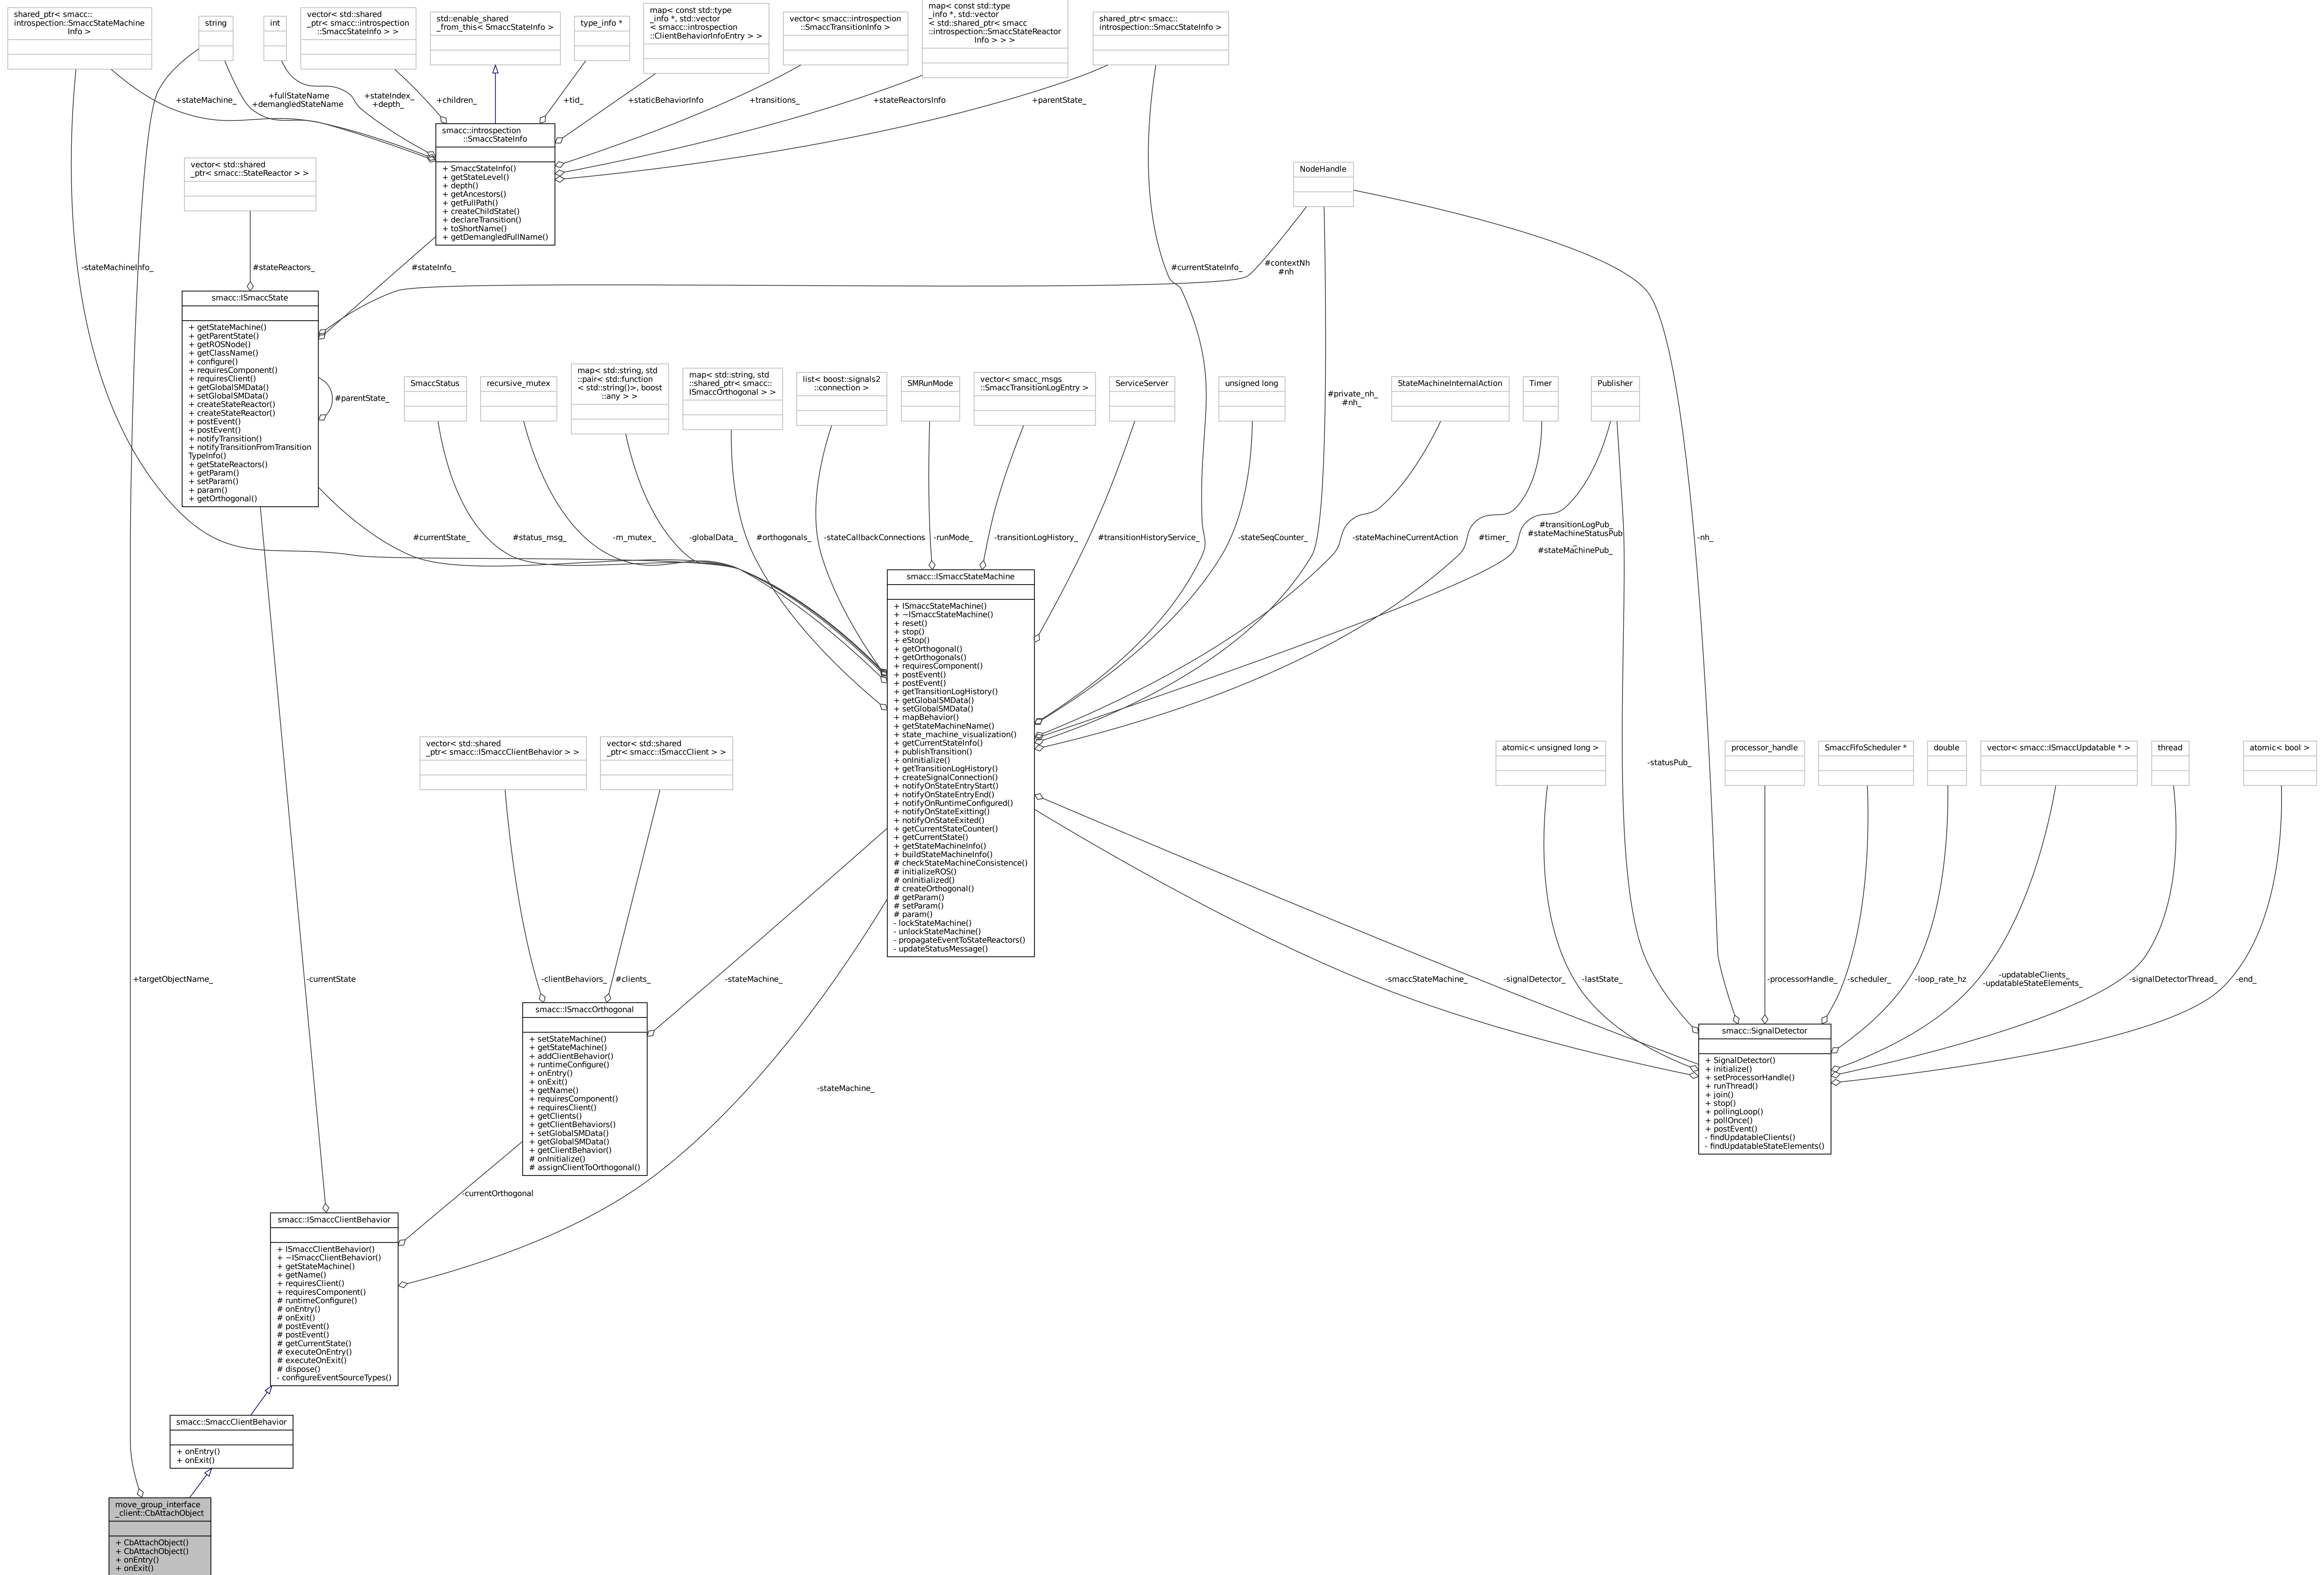 shared_ptr< smacc::
introspection::SmaccStateMachine
Info >
string
int
vector< std::shared
_ptr< smacc::introspection
::SmaccStateInfo > >
std::enable_shared
_from_this< SmaccStateInfo >
type_info *
map< const std::type
_info *, std::vector
< smacc::introspection
::ClientBehaviorInfoEntry > >
vector< smacc::introspection
::SmaccTransitionInfo >
map< const std::type
_info *, std::vector
< std::shared_ptr< smacc
::introspection::SmaccStateReactor
Info > > >
shared_ptr< smacc::
introspection::SmaccStateInfo >
+stateMachine_
+fullStateName
+demangledStateName
+stateIndex_
+depth_
+children_
+tid_
+staticBehaviorInfo
+transitions_
+stateReactorsInfo
+parentState_
smacc::introspection
::SmaccStateInfo
+ SmaccStateInfo()
+ getStateLevel()
+ depth()
+ getAncestors()
+ getFullPath()
+ createChildState()
+ declareTransition()
+ toShortName()
+ getDemangledFullName()
vector< std::shared
_ptr< smacc::StateReactor > >
NodeHandle
-stateMachineInfo_
#stateReactors_
#stateInfo_
#currentStateInfo_
#contextNh
#nh
smacc::ISmaccState
+ getStateMachine()
+ getParentState()
+ getROSNode()
+ getClassName()
+ configure()
+ requiresComponent()
+ requiresClient()
+ getGlobalSMData()
+ setGlobalSMData()
+ createStateReactor()
+ createStateReactor()
+ postEvent()
+ postEvent()
+ notifyTransition()
+ notifyTransitionFromTransition
TypeInfo()
+ getStateReactors()
+ getParam()
+ setParam()
+ param()
+ getOrthogonal()
#parentState_
SmaccStatus
recursive_mutex
map< std::string, std
::pair< std::function
< std::string()>, boost
::any > >
map< std::string, std
::shared_ptr< smacc::
ISmaccOrthogonal > >
list< boost::signals2
::connection >
SMRunMode
vector< smacc_msgs
::SmaccTransitionLogEntry >
ServiceServer
unsigned long
#private_nh_
#nh_
StateMachineInternalAction
Timer
Publisher
#currentState_
#status_msg_
-m_mutex_
-globalData_
#orthogonals_
-stateCallbackConnections
-runMode_
-transitionLogHistory_
#transitionHistoryService_
-stateSeqCounter_
-stateMachineCurrentAction
#timer_
#transitionLogPub_
#stateMachineStatusPub
_
#stateMachinePub_
-nh_
smacc::ISmaccStateMachine
+ ISmaccStateMachine()
+ ~ISmaccStateMachine()
+ reset()
+ stop()
+ eStop()
+ getOrthogonal()
+ getOrthogonals()
+ requiresComponent()
+ postEvent()
+ postEvent()
+ getTransitionLogHistory()
+ getGlobalSMData()
+ setGlobalSMData()
+ mapBehavior()
+ getStateMachineName()
+ state_machine_visualization()
+ getCurrentStateInfo()
+ publishTransition()
+ onInitialize()
+ getTransitionLogHistory()
+ createSignalConnection()
+ notifyOnStateEntryStart()
+ notifyOnStateEntryEnd()
+ notifyOnRuntimeConfigured()
+ notifyOnStateExitting()
+ notifyOnStateExited()
+ getCurrentStateCounter()
+ getCurrentState()
+ getStateMachineInfo()
+ buildStateMachineInfo()
# checkStateMachineConsistence()
# initializeROS()
# onInitialized()
# createOrthogonal()
# getParam()
# setParam()
# param()
- lockStateMachine()
- unlockStateMachine()
- propagateEventToStateReactors()
- updateStatusMessage()
vector< std::shared
_ptr< smacc::ISmaccClientBehavior > >
vector< std::shared
_ptr< smacc::ISmaccClient > >
atomic< unsigned long >
-statusPub_
processor_handle
SmaccFifoScheduler *
double
vector< smacc::ISmaccUpdatable * >
thread
atomic< bool >
+targetObjectName_
-currentState
-clientBehaviors_
#clients_
-stateMachine_
-smaccStateMachine_
-signalDetector_
-lastState_
-processorHandle_
-scheduler_
-loop_rate_hz
-updatableClients_
-updatableStateElements_
-signalDetectorThread_
-end_
smacc::ISmaccOrthogonal
+ setStateMachine()
+ getStateMachine()
+ addClientBehavior()
+ runtimeConfigure()
+ onEntry()
+ onExit()
+ getName()
+ requiresComponent()
+ requiresClient()
+ getClients()
+ getClientBehaviors()
+ setGlobalSMData()
+ getGlobalSMData()
+ getClientBehavior()
# onInitialize()
# assignClientToOrthogonal()
-stateMachine_
smacc::SignalDetector
+ SignalDetector()
+ initialize()
+ setProcessorHandle()
+ runThread()
+ join()
+ stop()
+ pollingLoop()
+ pollOnce()
+ postEvent()
- findUpdatableClients()
- findUpdatableStateElements()
-currentOrthogonal
smacc::ISmaccClientBehavior
+ ISmaccClientBehavior()
+ ~ISmaccClientBehavior()
+ getStateMachine()
+ getName()
+ requiresClient()
+ requiresComponent()
# runtimeConfigure()
# onEntry()
# onExit()
# postEvent()
# postEvent()
# getCurrentState()
# executeOnEntry()
# executeOnExit()
# dispose()
- configureEventSourceTypes()
smacc::SmaccClientBehavior
+ onEntry()
+ onExit()
move_group_interface
_client::CbAttachObject
+ CbAttachObject()
+ CbAttachObject()
+ onEntry()
+ onExit()